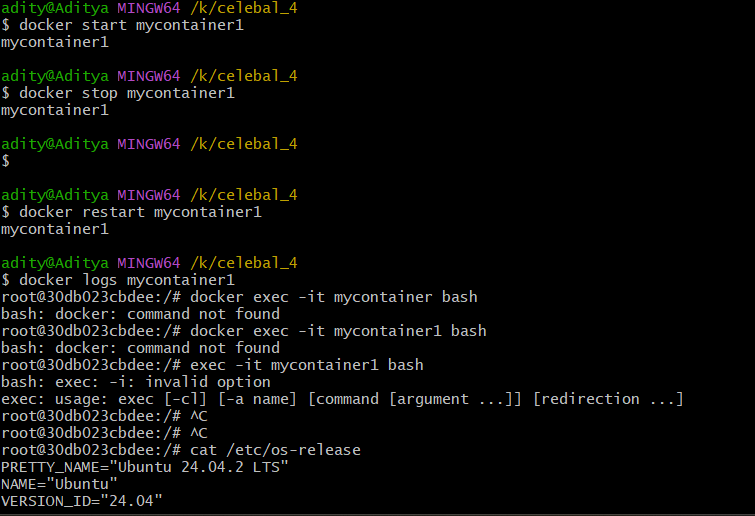 adity@Aditya MINGW64 /k/celebal_4
$ docker start mycontainer1
mycontainer1
adity@Aditya MINGW64 /k/celebal_4
$ docker stop mycontainer1
mycontainer1
adity@Aditya MINGW64 /k/celebal_4
$
adity@Aditya MINGW64 /k/celebal_4
$ docker restart mycontainer1
mycontainer1
adity@Aditya MINGW64 /k/celebal_4
$ docker logs mycontainer1
root@30db023cbdee:/# docker exec -it mycontainer bash
bash: docker: command not found
root@30db023cbdee:/# docker exec -it mycontainer1 bash
bash: docker: command not found
root@30db023cbdee:/# exec -it mycontainer1 bash
bash: exec: -i: invalid option
exec: usage: exec [-cl] [-a name] [command [argument ...]] [redirection ...]
root@30db023cbdee:/# ^C
root@30db023cbdee:/# ^C
root@30db023cbdee:/# cat /etc/os-release
PRETTY_NAME="Ubuntu 24.04.2 LTS"
NAME="Ubuntu"
VERSION_ID="24.04"